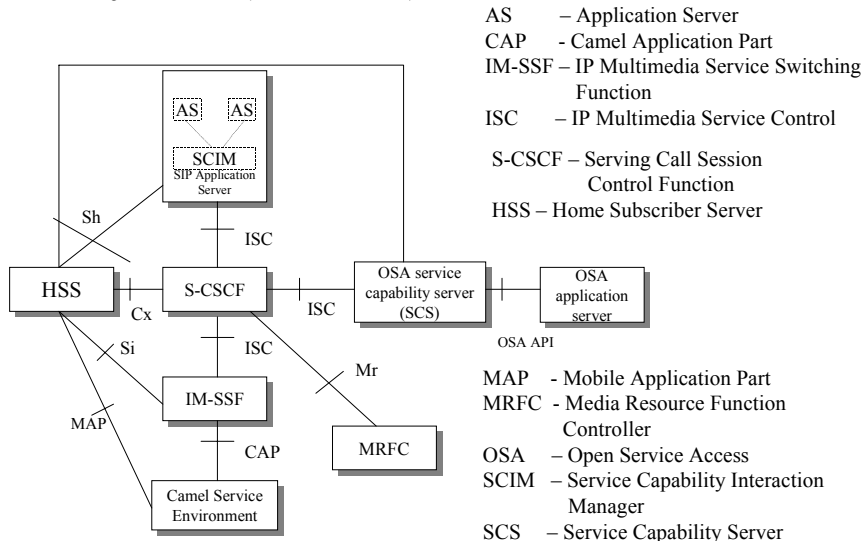 AS – Application Server
CAP - Camel Application Part
IM-SSF – IP Multimedia Service Switching
Function
ISC – IP Multimedia Service Control
S-CSCF – Serving Call Session
Control Function
HSS – Home Subscriber Server
AS
AS
SCIM
SIP Application
Server
Sh
ISC
HSS
Cx
S-CSCF
ISC
OSA service
capability server
(SCS)
OSA API
OSA
application
server
Si
ISC
Mr
IM-SSF
MAP
CAP
MRFC
Camel Service
Environment
MAP - Mobile Application Part
MRFC - Media Resource Function
Controller
OSA – Open Service Access
SCIM – Service Capability Interaction
Manager
SCS – Service Capability Server